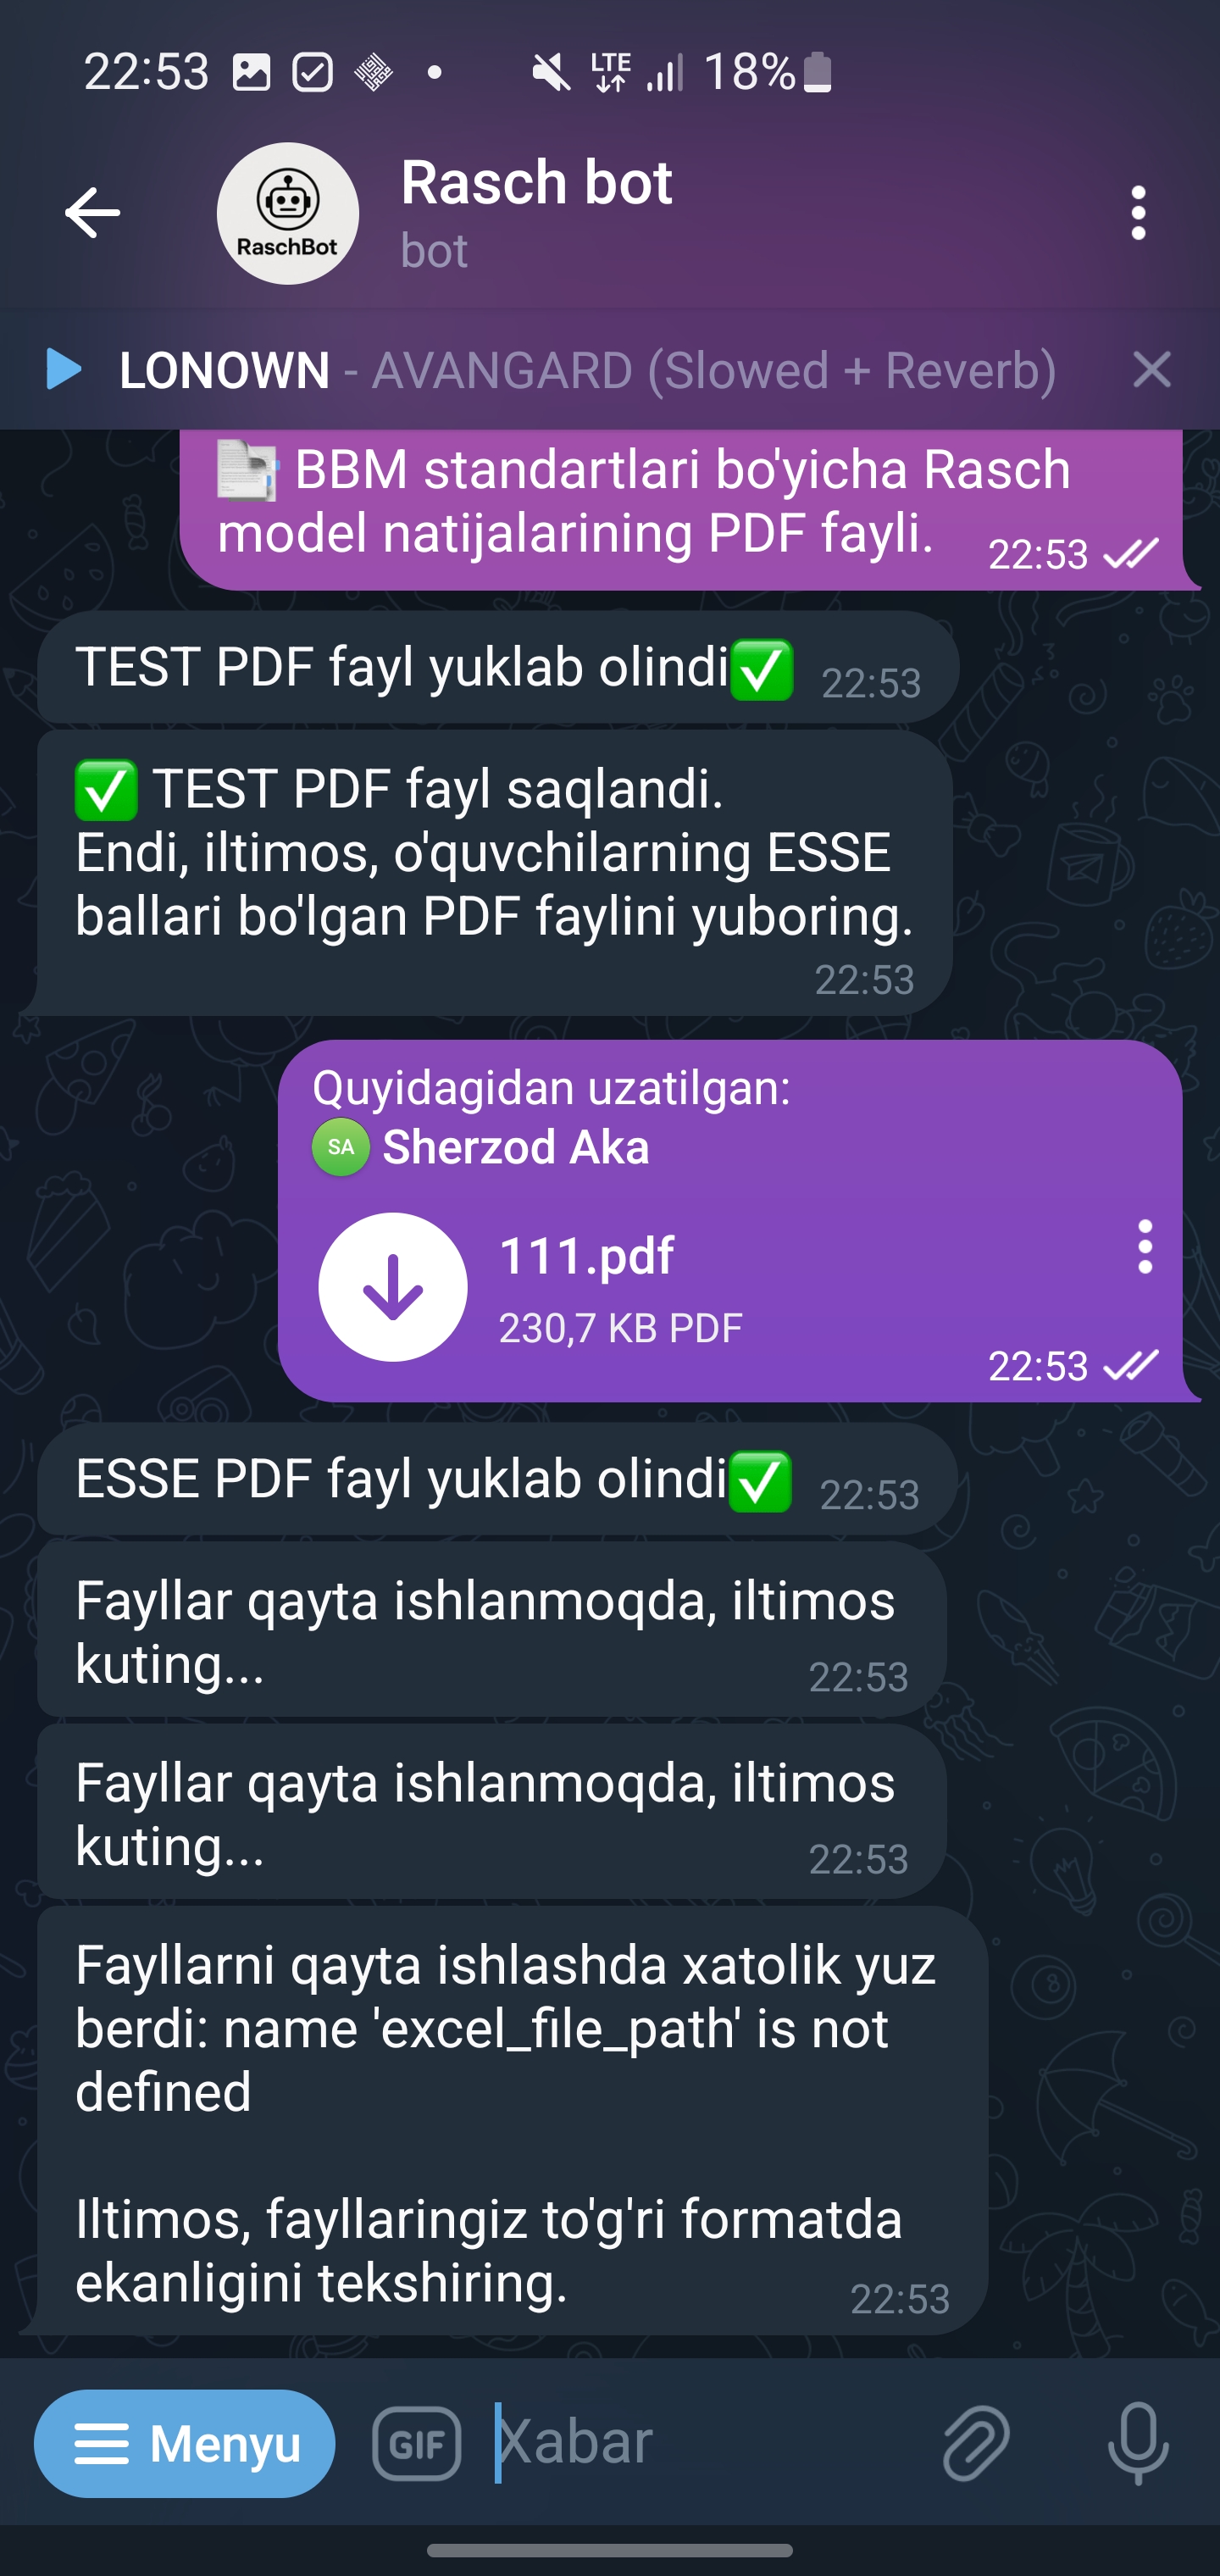 22:53
LTE
18%
Rasch bot
bot
RaschBot
LONOWN - AVANGARD (Slowed + Reverb)
BBM standartlari bo'yicha Rasch
model natijalarining PDF fayli.
22:53
TEST PDF fayl yuklab olindi✅
22:53
✅ TEST PDF fayl saqlandi.
Endi, iltimos, o'quvchilarning ESSE
ballari bo'lgan PDF faylini yuboring.
22:53
Quyidagidan uzatilgan:
SA Sherzod Aka
111.pdf
230,7 KB PDF
22:53
ESSE PDF fayl yuklab olindi✅
22:53
Fayllar qayta ishlanmoqda, iltimos
kuting...
22:53
Fayllar qayta ishlanmoqda, iltimos
kuting...
22:53
Fayllarni qayta ishlashda xatolik yuz
berdi: name 'excel_file_path' is not
defined
Iltimos, fayllaringiz to'g'ri formatda
ekanligini tekshiring.
22:53
Menyu
GIF
Xabar